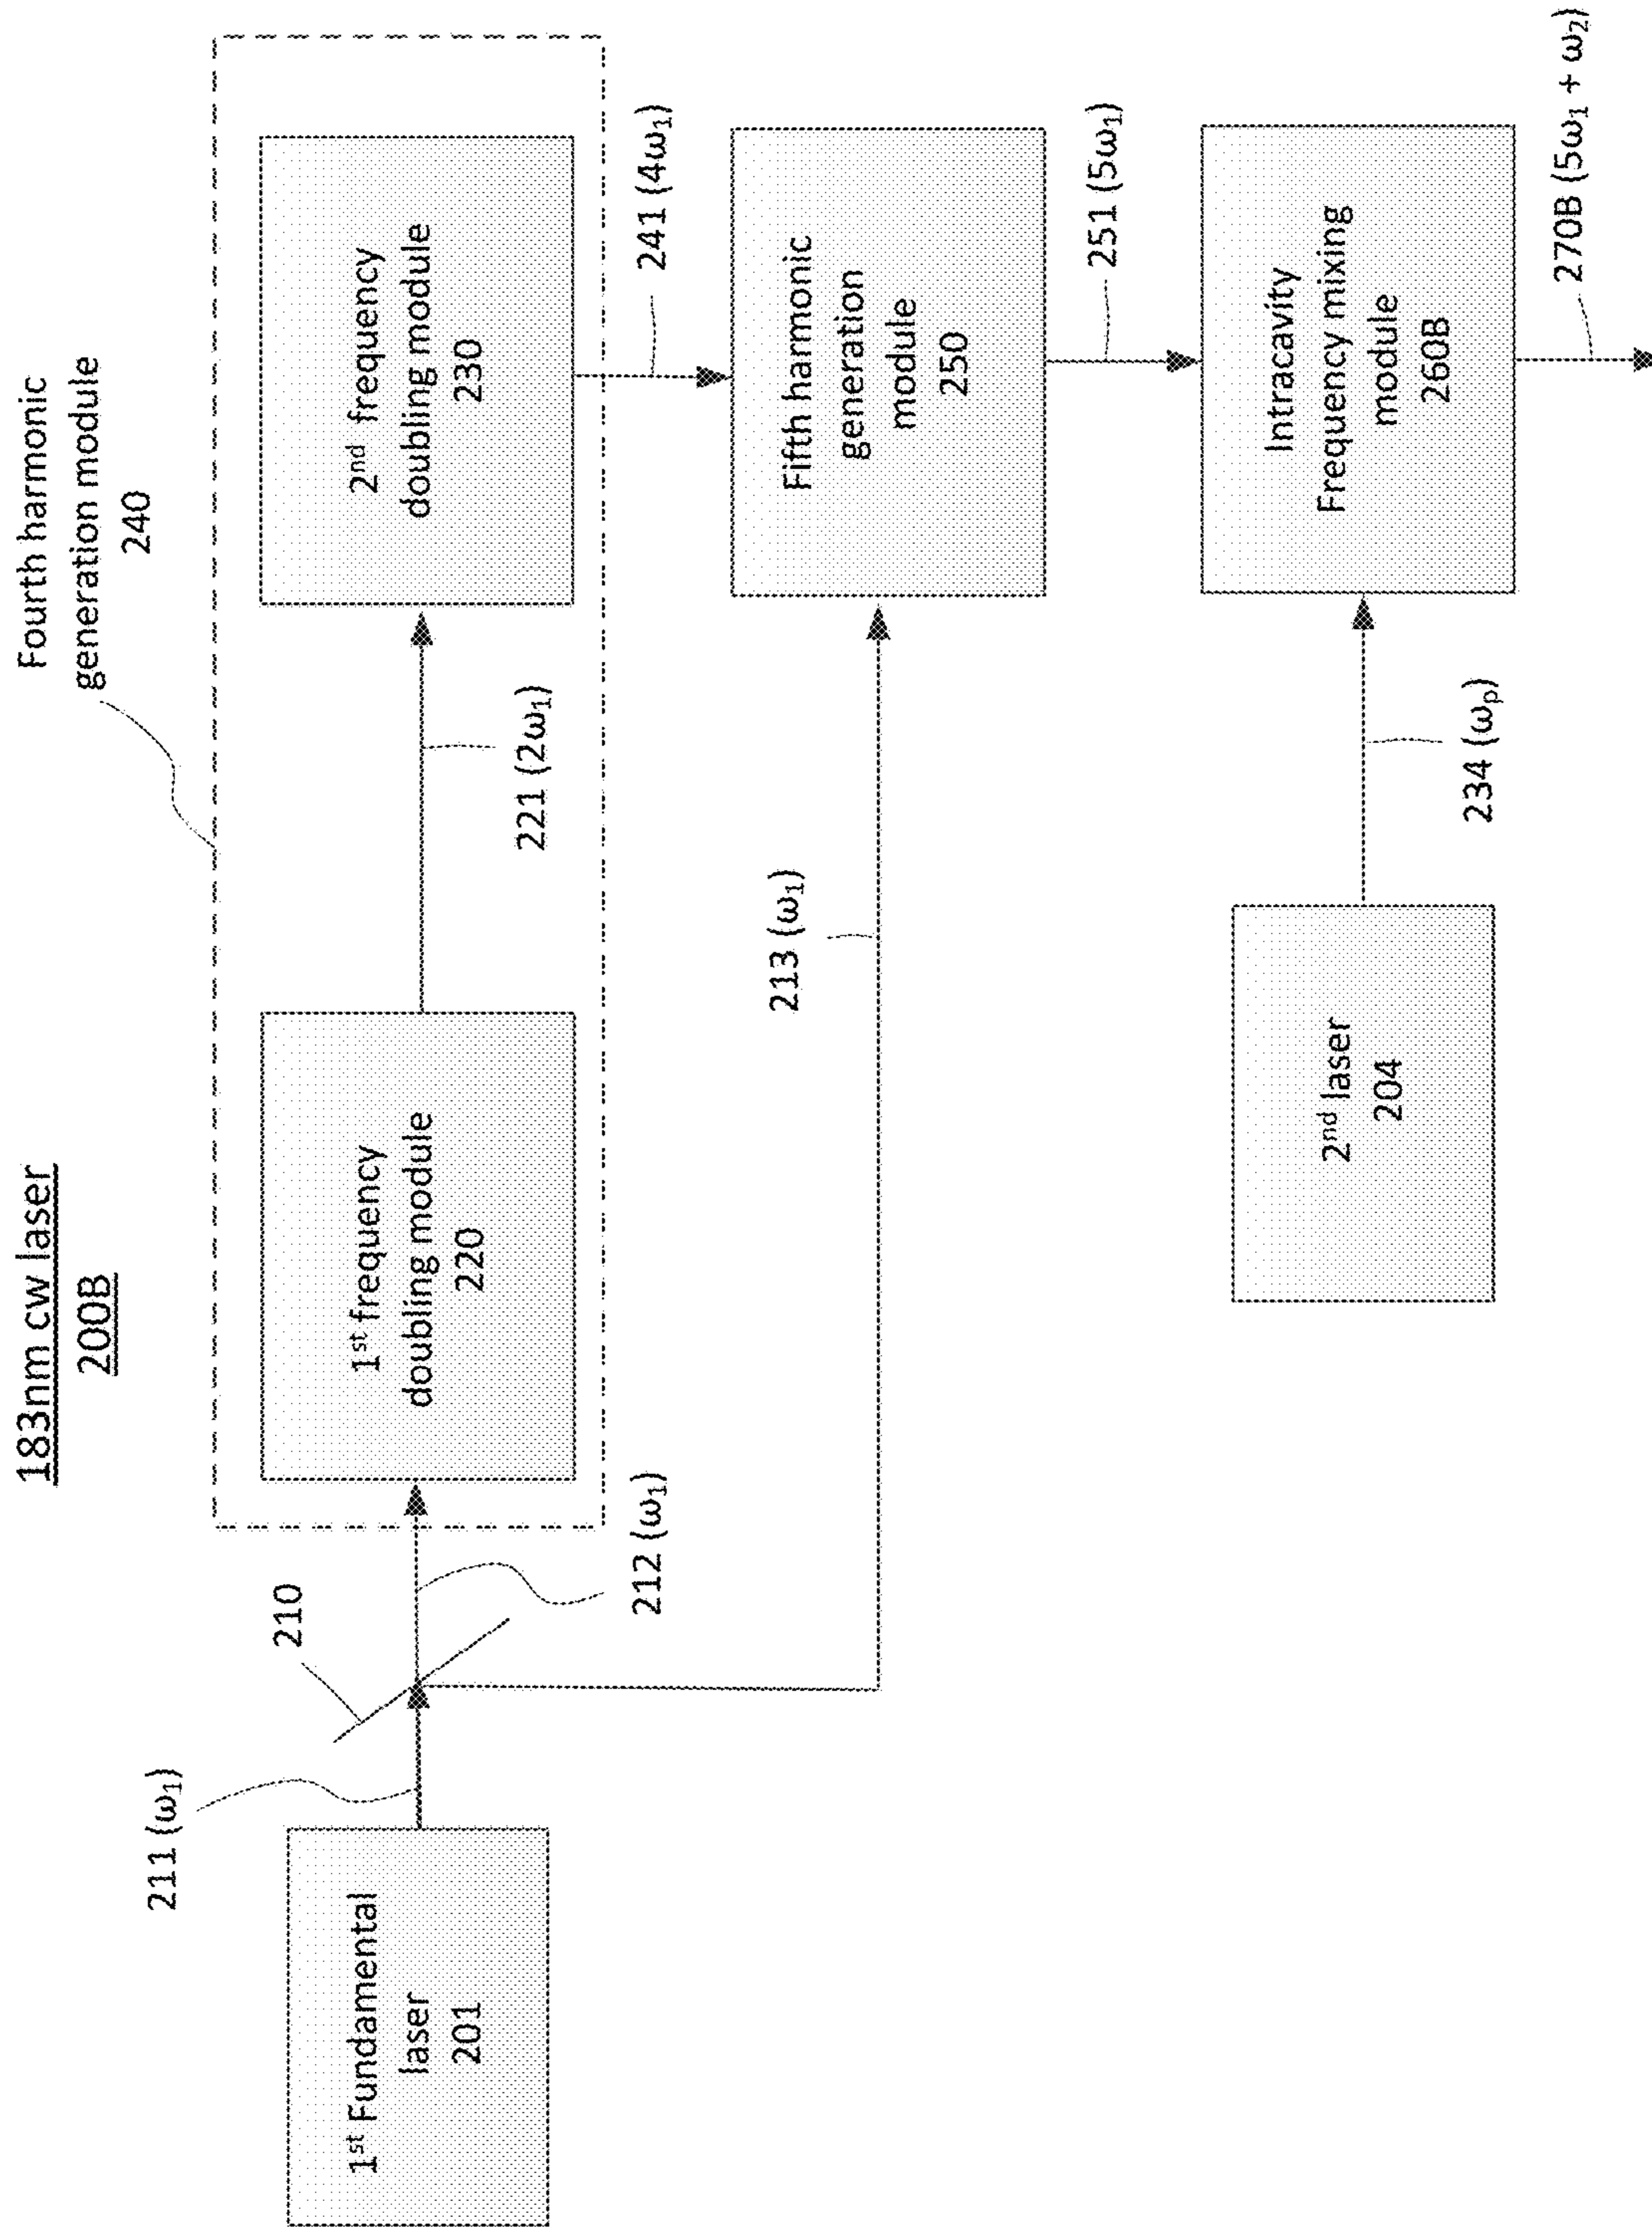 183nm cw laser
200B
Fourth harmonic
generation module
240
1st Fundamental
laser
201
211 (ω₁)
210
212 (ω₁)
1st frequency
doubling module
220
221 (2ω₁)
2nd frequency
doubling module
230
241 (4ω₁)
213 (ω₁)
Fifth harmonic
generation
module
250
251 (5ω₁)
2nd laser
204
234 (ωₚ)
Intracavity
Frequency mixing
module
260B
270B (5ω₁ + ω₂)